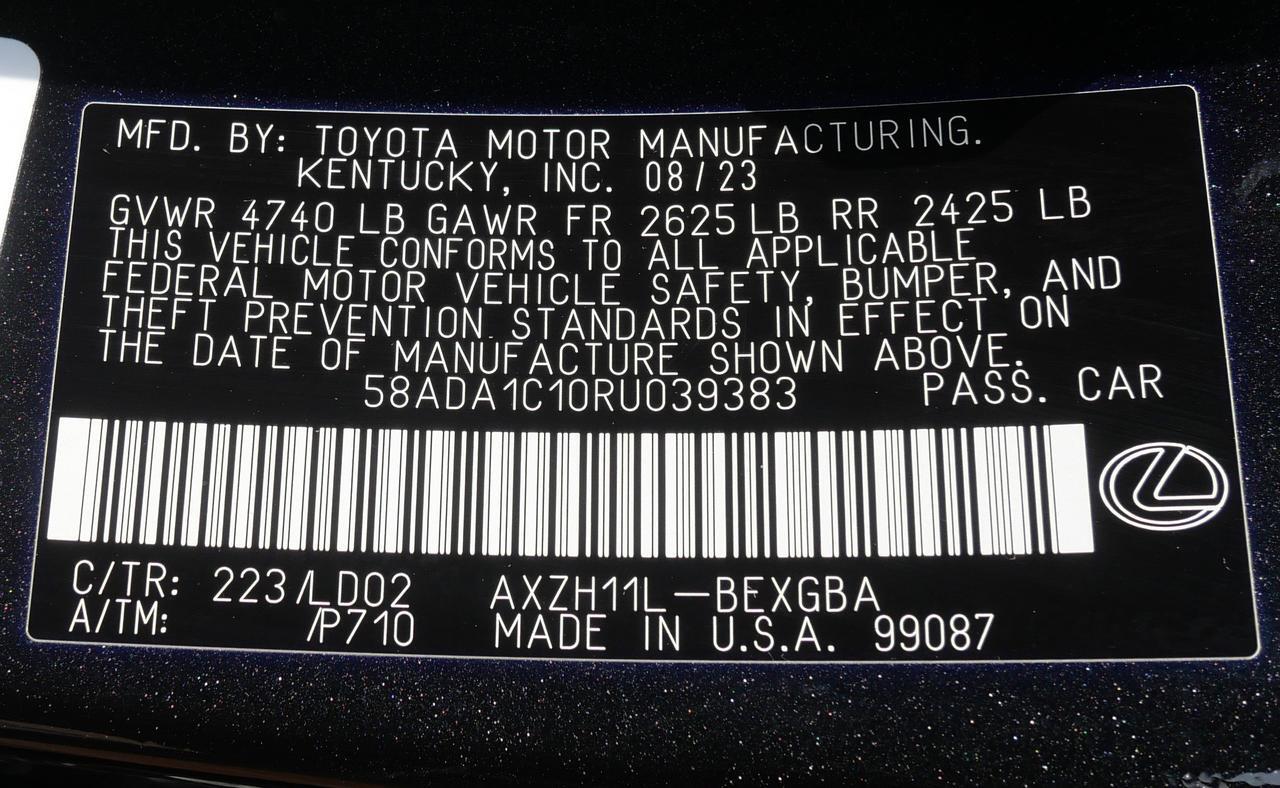 MFD. BY: TOYOTA MOTOR MANUFACTURING.
KENTUCKY, INC. 08/23
GVWR 4740 LB GAWR FR 2625 LB RR 2425 LB
THIS VEHICLE CONFORMS TO ALL APPLICABLE
FEDERAL MOTOR VEHICLE SAFETY, BUMPER, AND
THEFT PREVENTION STANDARDS IN EFFECT ON
THE DATE OF MANUFACTURE SHOWN ABOVE.
58ADA1C10RU039383 PASS. CAR
C/TR: 223/LD02 AXZH11L-BEXGBA
A/TM: /P710 MADE IN U.S.A. 99087